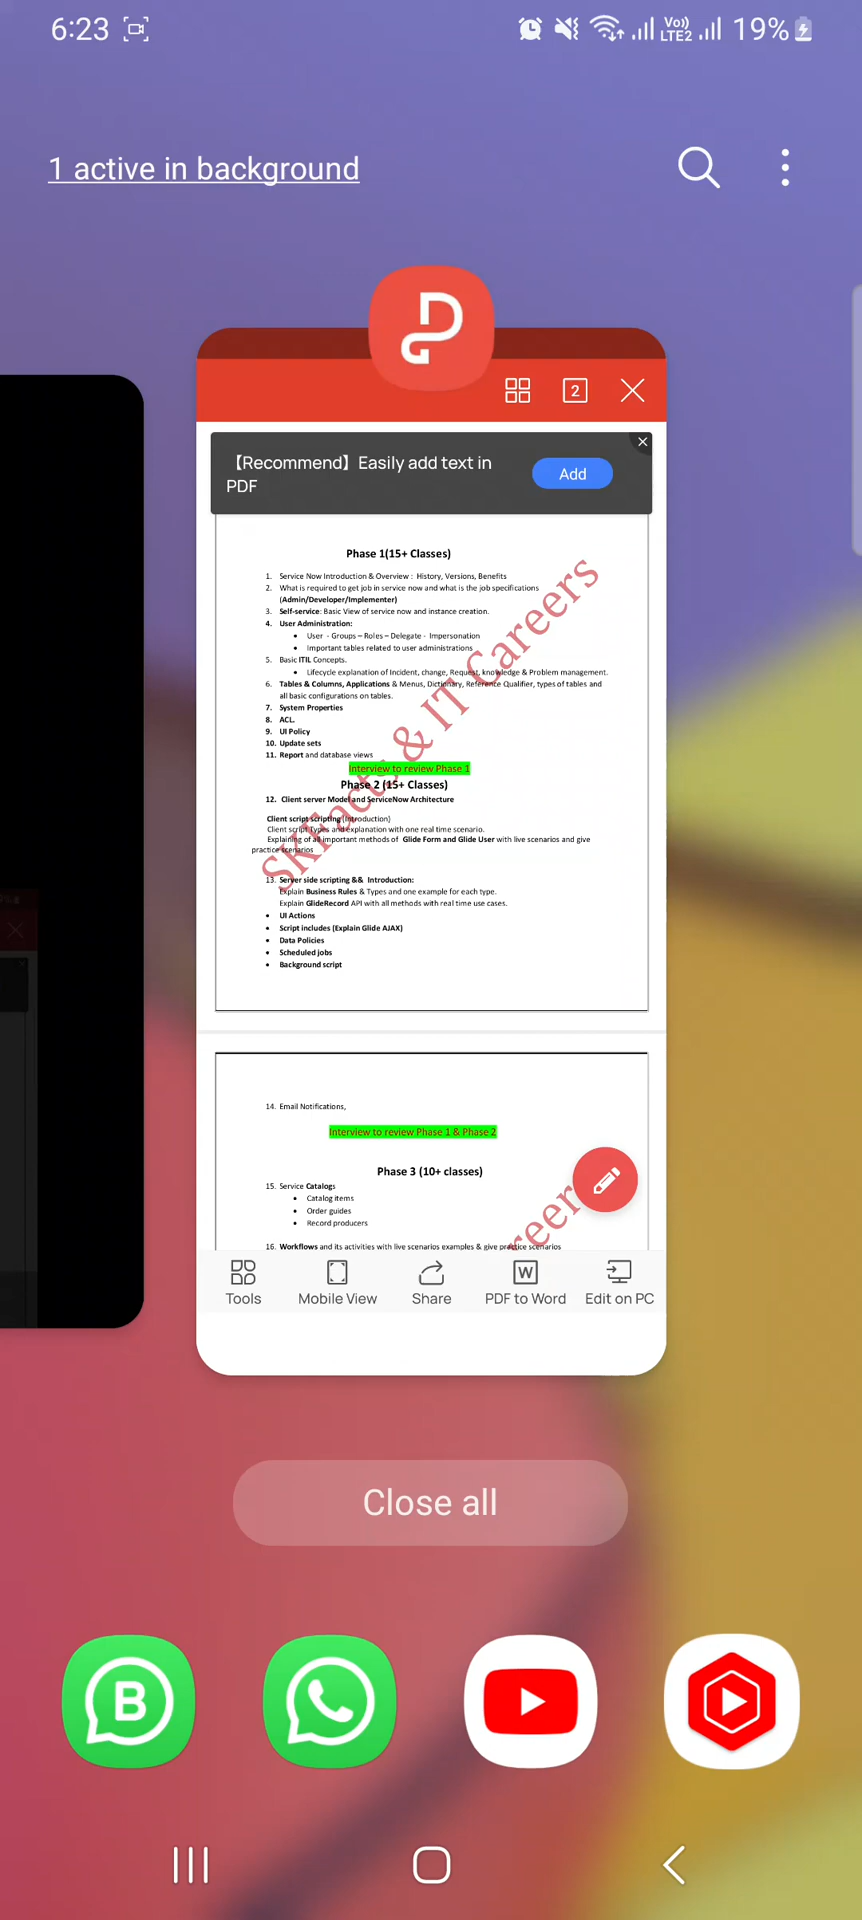 6:23
Vo)) LTE2 19%
1 active in background
2
【Recommend】Easily add text in
PDF
Add
Phase 1(15+ Classes)
1. Service Now Introduction & Overview : History, Versions, Benefits
2. What is required to get job in service now and what is the job specifications
(Admin/Developer/Implementer)
3. Self-service: Basic View of service now and instance creation.
4. User Administration:
• User - Groups – Roles – Delegate - Impersonation
• Important tables related to user administrations
5. Basic ITIL Concepts.
• Lifecycle explanation of Incident, change, Request, knowledge & Problem management.
6. Tables & Columns, Applications & Menus, Dictionary, Reference Qualifier, types of tables and
all basic configurations on tables.
7. System Properties
8. ACL.
9. UI Policy
10. Update sets
11. Report and database views
Interview to review Phase 1
Phase 2 (15+ Classes)
12. Client server Model and ServiceNow Architecture
Client script scripting (Introduction)
Client script Types and explanation with one real time scenario.
Explaining of all important methods of Glide Form and Glide User with live scenarios and give
practice scenarios
13. Server side scripting && Introduction:
Explain Business Rules & Types and one example for each type.
Explain GlideRecord API with all methods with real time use cases.
• UI Actions
• Script includes (Explain Glide AJAX)
• Data Policies
• Scheduled jobs
• Background script
SKFacts & IT Careers
14. Email Notifications,
Interview to review Phase 1 & Phase 2
Phase 3 (10+ classes)
15. Service Catalogs
• Catalog items
• Order guides
• Record producers
16. Workflows and its activities with live scenarios examples & give practice scenarios
reer
Tools
Mobile View
Share
W
PDF to Word
Edit on PC
Close all
B